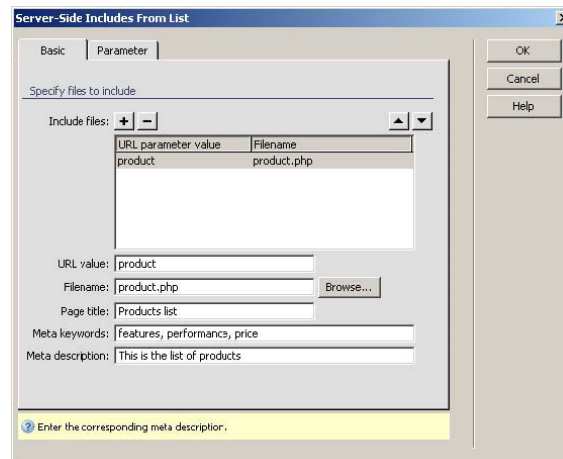 Server-Side Includes From List
Basic
Parameter
OK
Cancel
Help
Specify files to include
Include files:
URL parameter value Filename
product product.php
URL value: product
Filename: product.php Browse...
Page title: Products list
Meta keywords: features, performance, price
Meta description: This is the list of products
Enter the corresponding meta description.